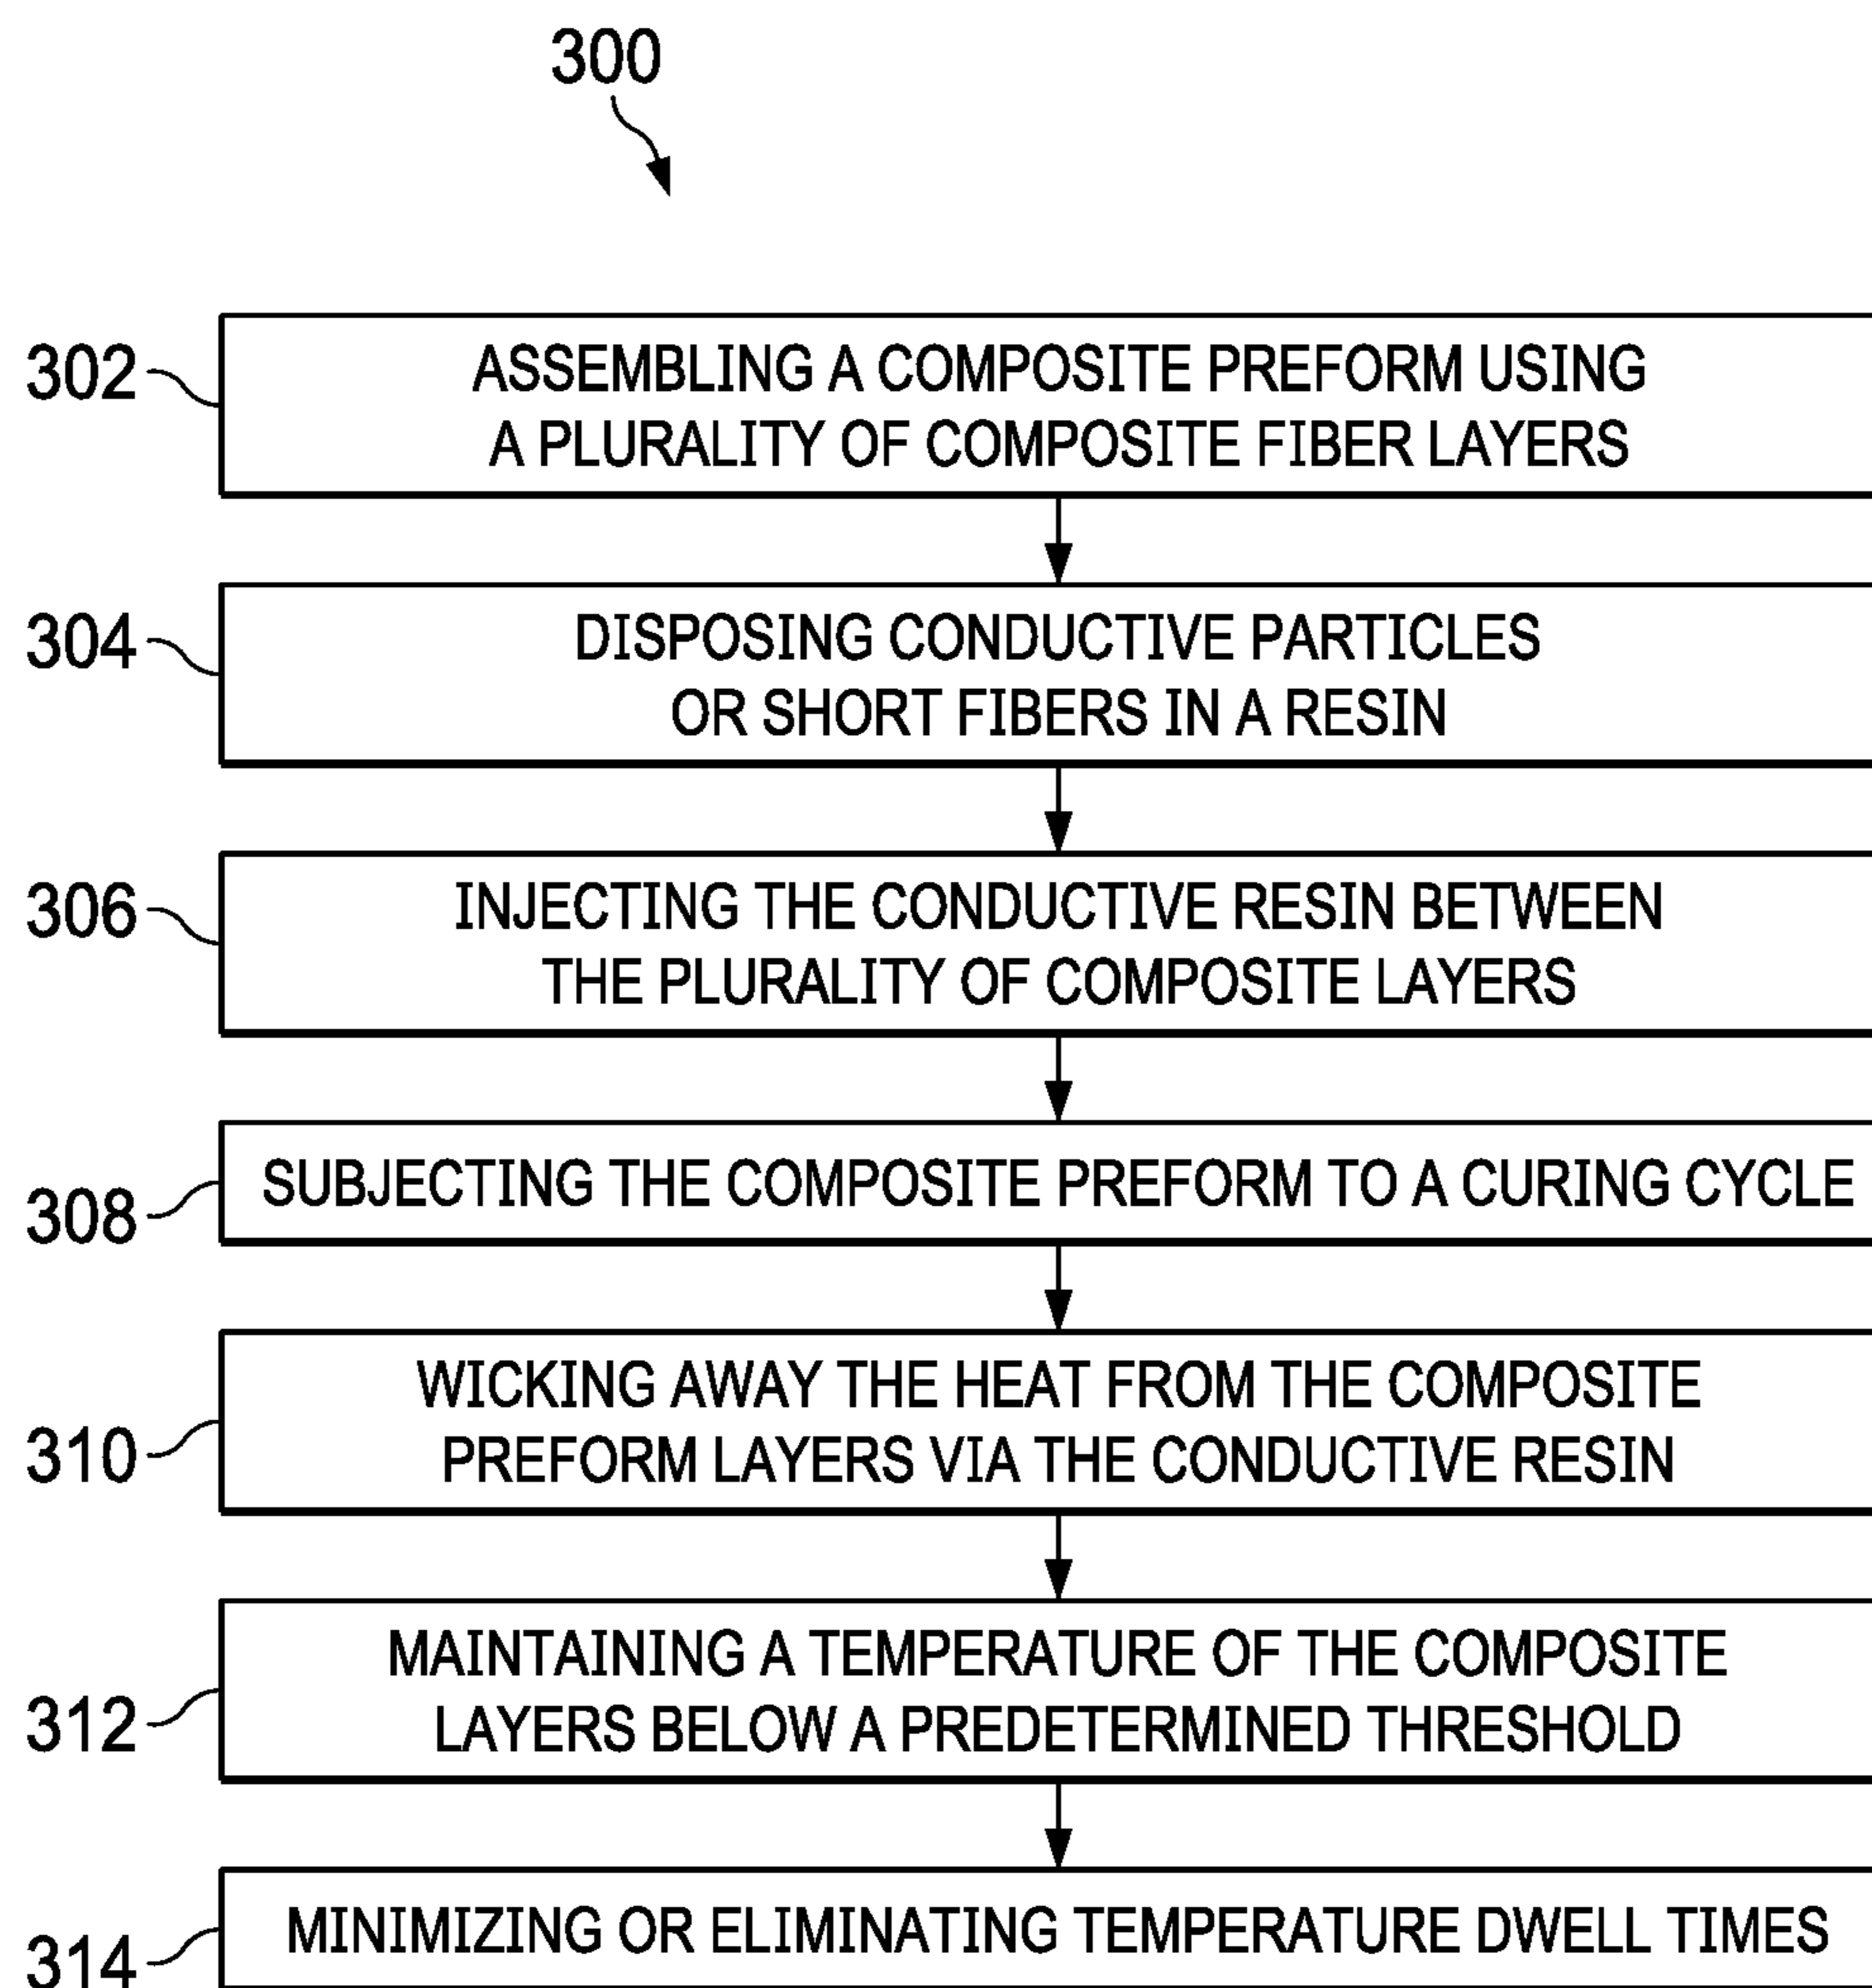 300
302
ASSEMBLING A COMPOSITE PREFORM USING
A PLURALITY OF COMPOSITE FIBER LAYERS
304
DISPOSING CONDUCTIVE PARTICLES
OR SHORT FIBERS IN A RESIN
306
INJECTING THE CONDUCTIVE RESIN BETWEEN
THE PLURALITY OF COMPOSITE LAYERS
308
SUBJECTING THE COMPOSITE PREFORM TO A CURING CYCLE
310
WICKING AWAY THE HEAT FROM THE COMPOSITE
PREFORM LAYERS VIA THE CONDUCTIVE RESIN
312
MAINTAINING A TEMPERATURE OF THE COMPOSITE
LAYERS BELOW A PREDETERMINED THRESHOLD
314
MINIMIZING OR ELIMINATING TEMPERATURE DWELL TIMES